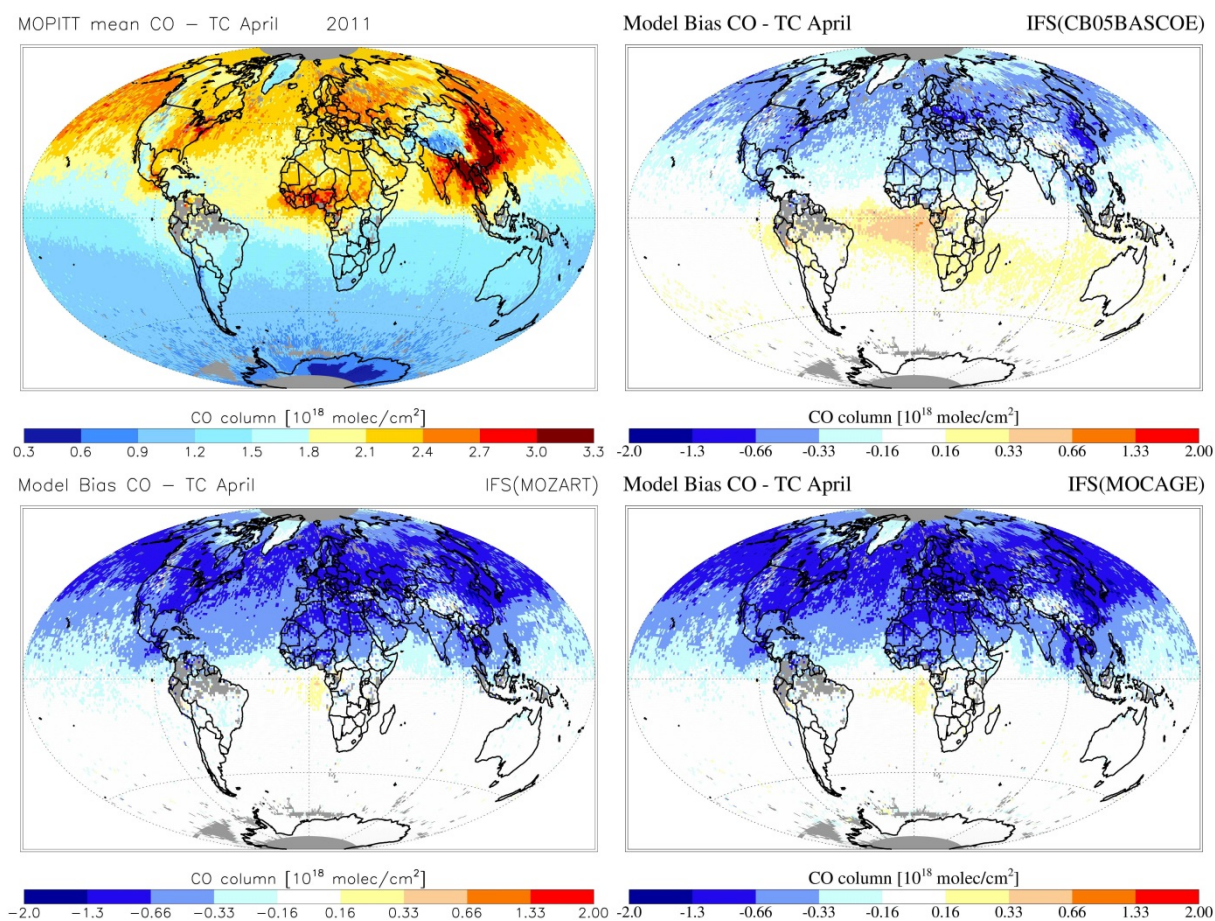 MOPITT mean CO – TC April 2011
CO column [10¹⁸ molec/cm²]
0.3 0.6 0.9 1.2 1.5 1.8 2.1 2.4 2.7 3.0 3.3
Model Bias CO - TC April IFS(CB05BASCOE)
CO column [10¹⁸ molec/cm²]
-2.0 -1.3 -0.66 -0.33 -0.16 0.16 0.33 0.66 1.33 2.00
Model Bias CO – TC April IFS(MOZART)
CO column [10¹⁸ molec/cm²]
−2.0 −1.3 −0.66 −0.33 −0.16 0.16 0.33 0.66 1.33 2.00
Model Bias CO - TC April IFS(MOCAGE)
CO column [10¹⁸ molec/cm²]
-2.0 -1.3 -0.66 -0.33 -0.16 0.16 0.33 0.66 1.33 2.00